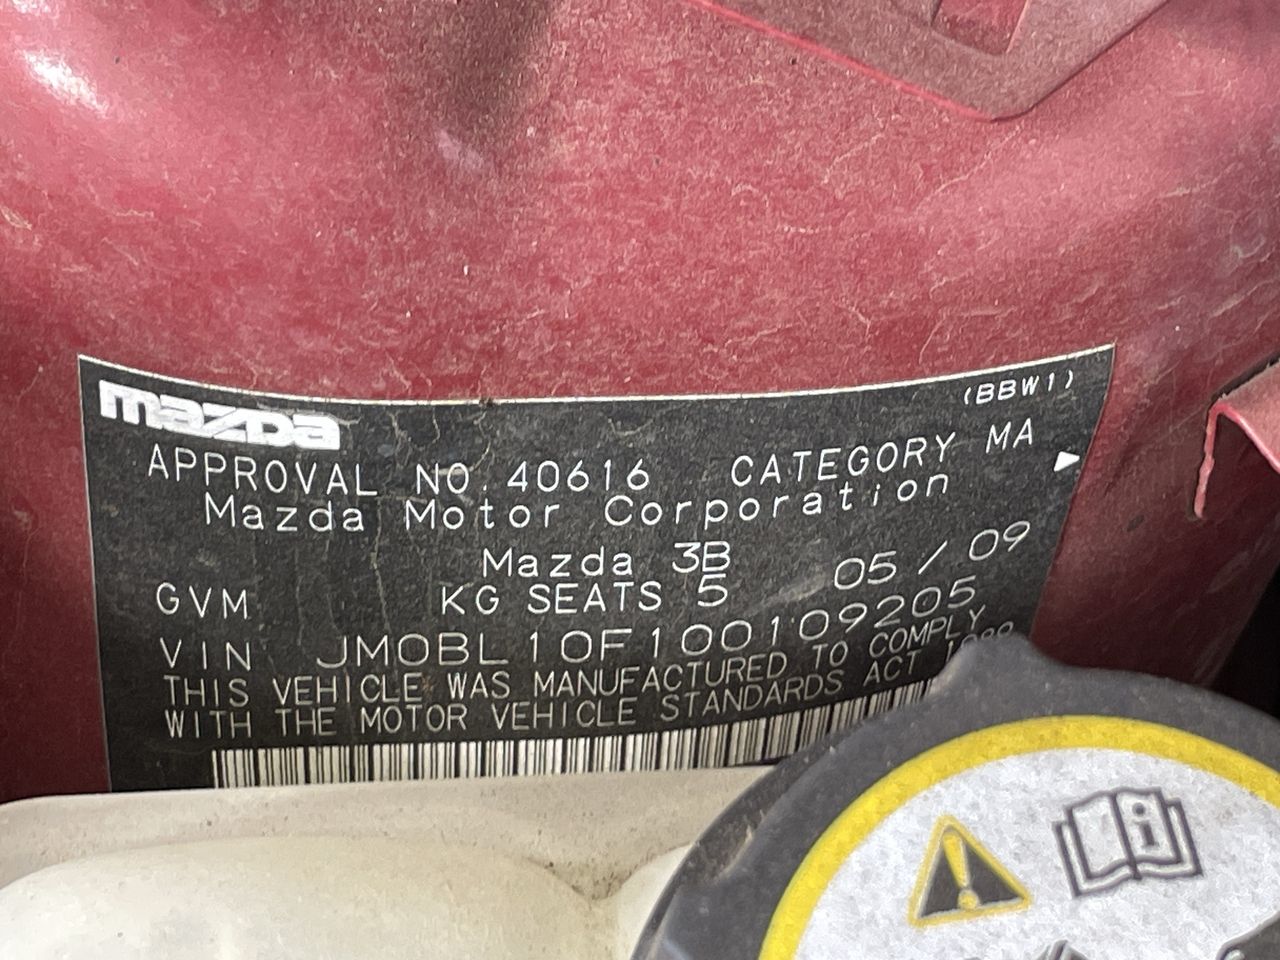 mazda
(BBW1)
APPROVAL NO. 40616 CATEGORY MA
Mazda Motor Corporation
Mazda 3B 05/09
GVM KG SEATS 5
VIN JM0BL10F100109205
THIS VEHICLE WAS MANUFACTURED TO COMPLY
WITH THE MOTOR VEHICLE STANDARDS ACT